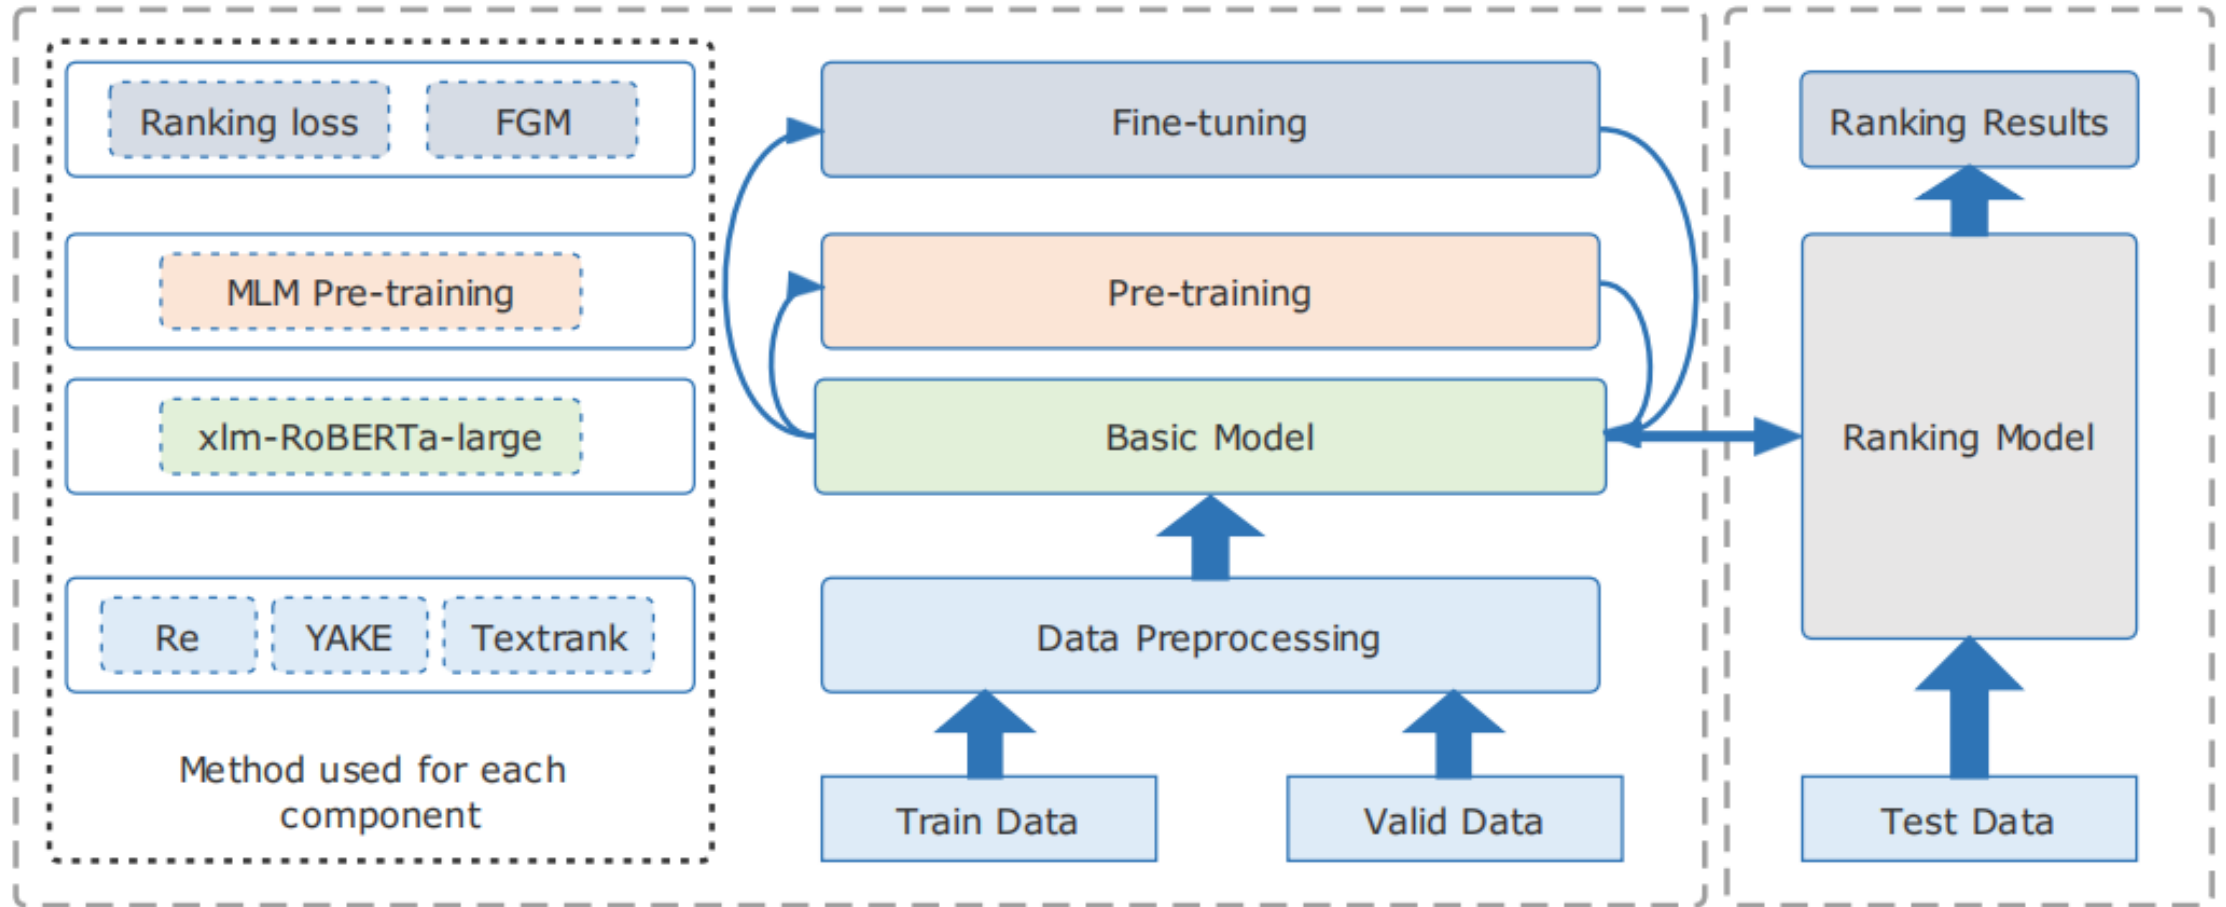 Ranking loss
FGM
MLM Pre-training
xlm-RoBERTa-large
Re
YAKE
Textrank
Method used for each
component
Fine-tuning
Pre-training
Basic Model
Data Preprocessing
Train Data
Valid Data
Ranking Results
Ranking Model
Test Data